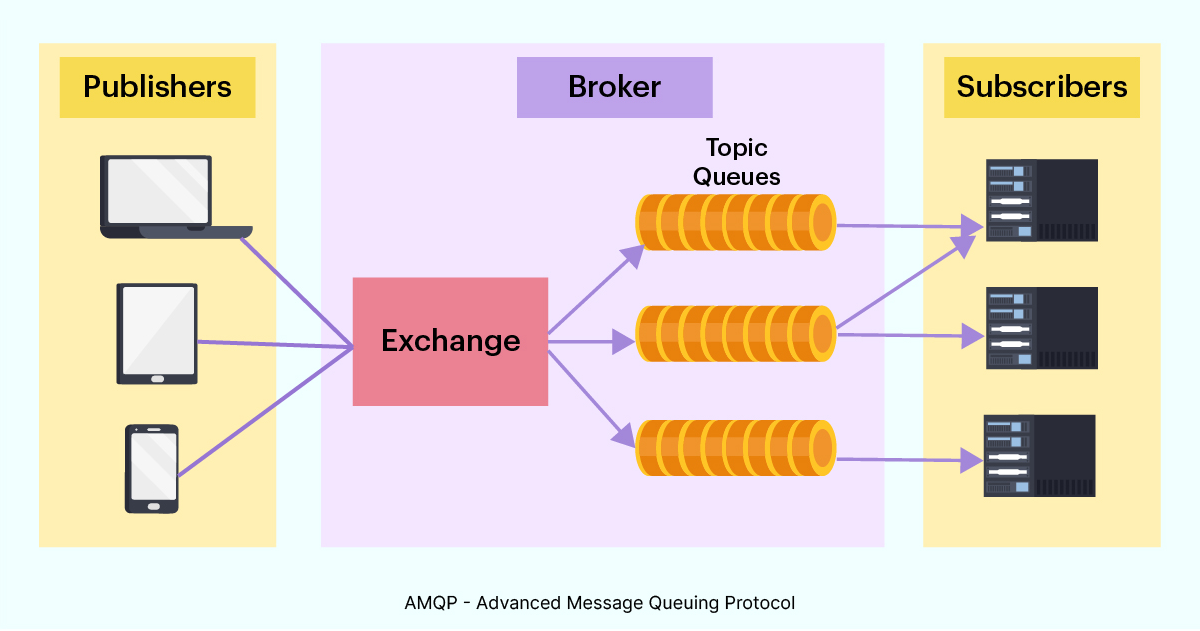 Publishers
Broker
Subscribers
Topic
Queues
Exchange
AMQP - Advanced Message Queuing Protocol